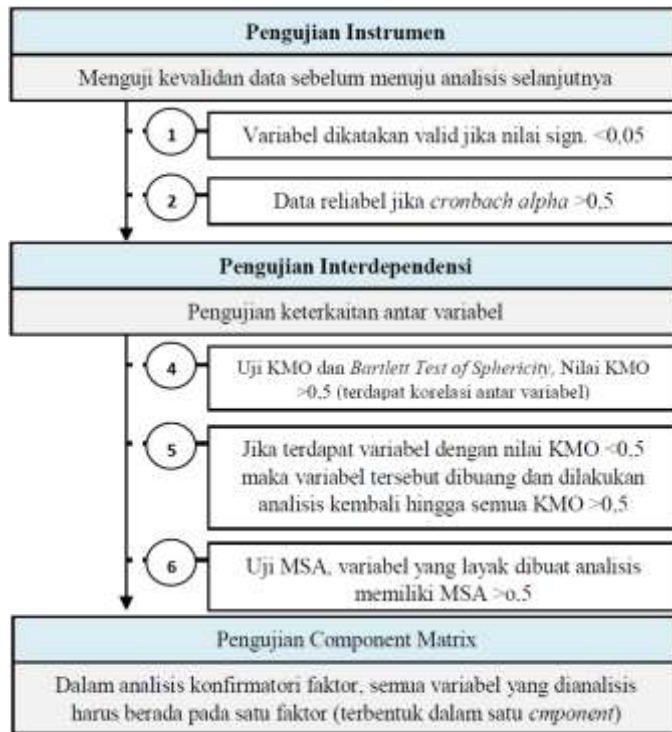 Pengujian Instrumen
Menguji kevalidan data sebelum menuju analisis selanjutnya
1
Variabel dikatakan valid jika nilai sign. <0,05
2
Data reliabel jika cronbach alpha >0,5
Pengujian Interdependensi
Pengujian keterkaitan antar variabel
4
Uji KMO dan Bartlett Test of Sphericity, Nilai KMO
>0,5 (terdapat korelasi antar variabel)
5
Jika terdapat variabel dengan nilai KMO <0.5
maka variabel tersebut dibuang dan dilakukan
analisis kembali hingga semua KMO >0,5
6
Uji MSA, variabel yang layak dibuat analisis
memiliki MSA >o.5
Pengujian Component Matrix
Dalam analisis konfirmatori faktor, semua variabel yang dianalisis
harus berada pada satu faktor (terbentuk dalam satu cmponent)